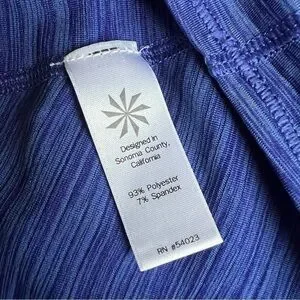 Designed in
Sonoma County,
California
93% Polyester
7% Spandex
RN #54023